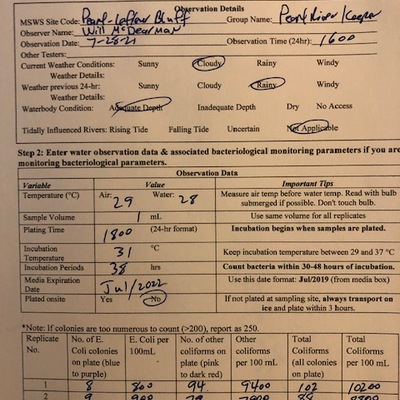 Observation Details
MSWS Site Code: Pearl-Leflew Bluff Group Name: Pearl River Keeper
Observer Name: Will McDearman
Observation Date: 7-28-21 Observation Time (24hr): 1600
Other Testers:
Current Weather Conditions: Sunny Cloudy Rainy Windy
Weather Details:
Weather previous 24-hr: Sunny Cloudy Rainy Windy
Weather Details:
Waterbody Condition: Adequate Depth Inadequate Depth Dry No Access
Tidally Influenced Rivers: Rising Tide Falling Tide Uncertain Not Applicable
Step 2: Enter water observation data & associated bacteriological monitoring parameters if you are
monitoring bacteriological parameters.
Observation Data
Variable Value Important Tips
Temperature (°C) Air: 29 Water: 28 Measure air temp before water temp. Read with bulb
submerged if possible. Don't touch bulb.
Sample Volume 1 mL Use same volume for all replicates
Plating Time 1800 (24-hr format) Incubation begins when samples are plated.
Incubation
Temperature 31 °C Keep incubation temperature between 29 and 37 °C
Incubation Periods 38 hrs Count bacteria within 30-48 hours of incubation.
Media Expiration
Date Jul/2022 Use this date format: Jul/2019 (from media box)
Plated onsite Yes No If not plated at sampling site, always transport on
ice and plate within 3 hours.
*Note: If colonies are too numerous to count (>200), report as 250.
Replicate
No. No. of E.
Coli colonies
on plate (blue
to purple) E. Coli per
100mL No. of other
coliforms on
plate (pink
to dark red) Other
coliforms
per 100 mL Total
Coliforms
(all colonies
on plate) Total
Coliforms
per 100 mL
1 8 800 94 9400 102 10200
2 9 900 79 7900 88 8800